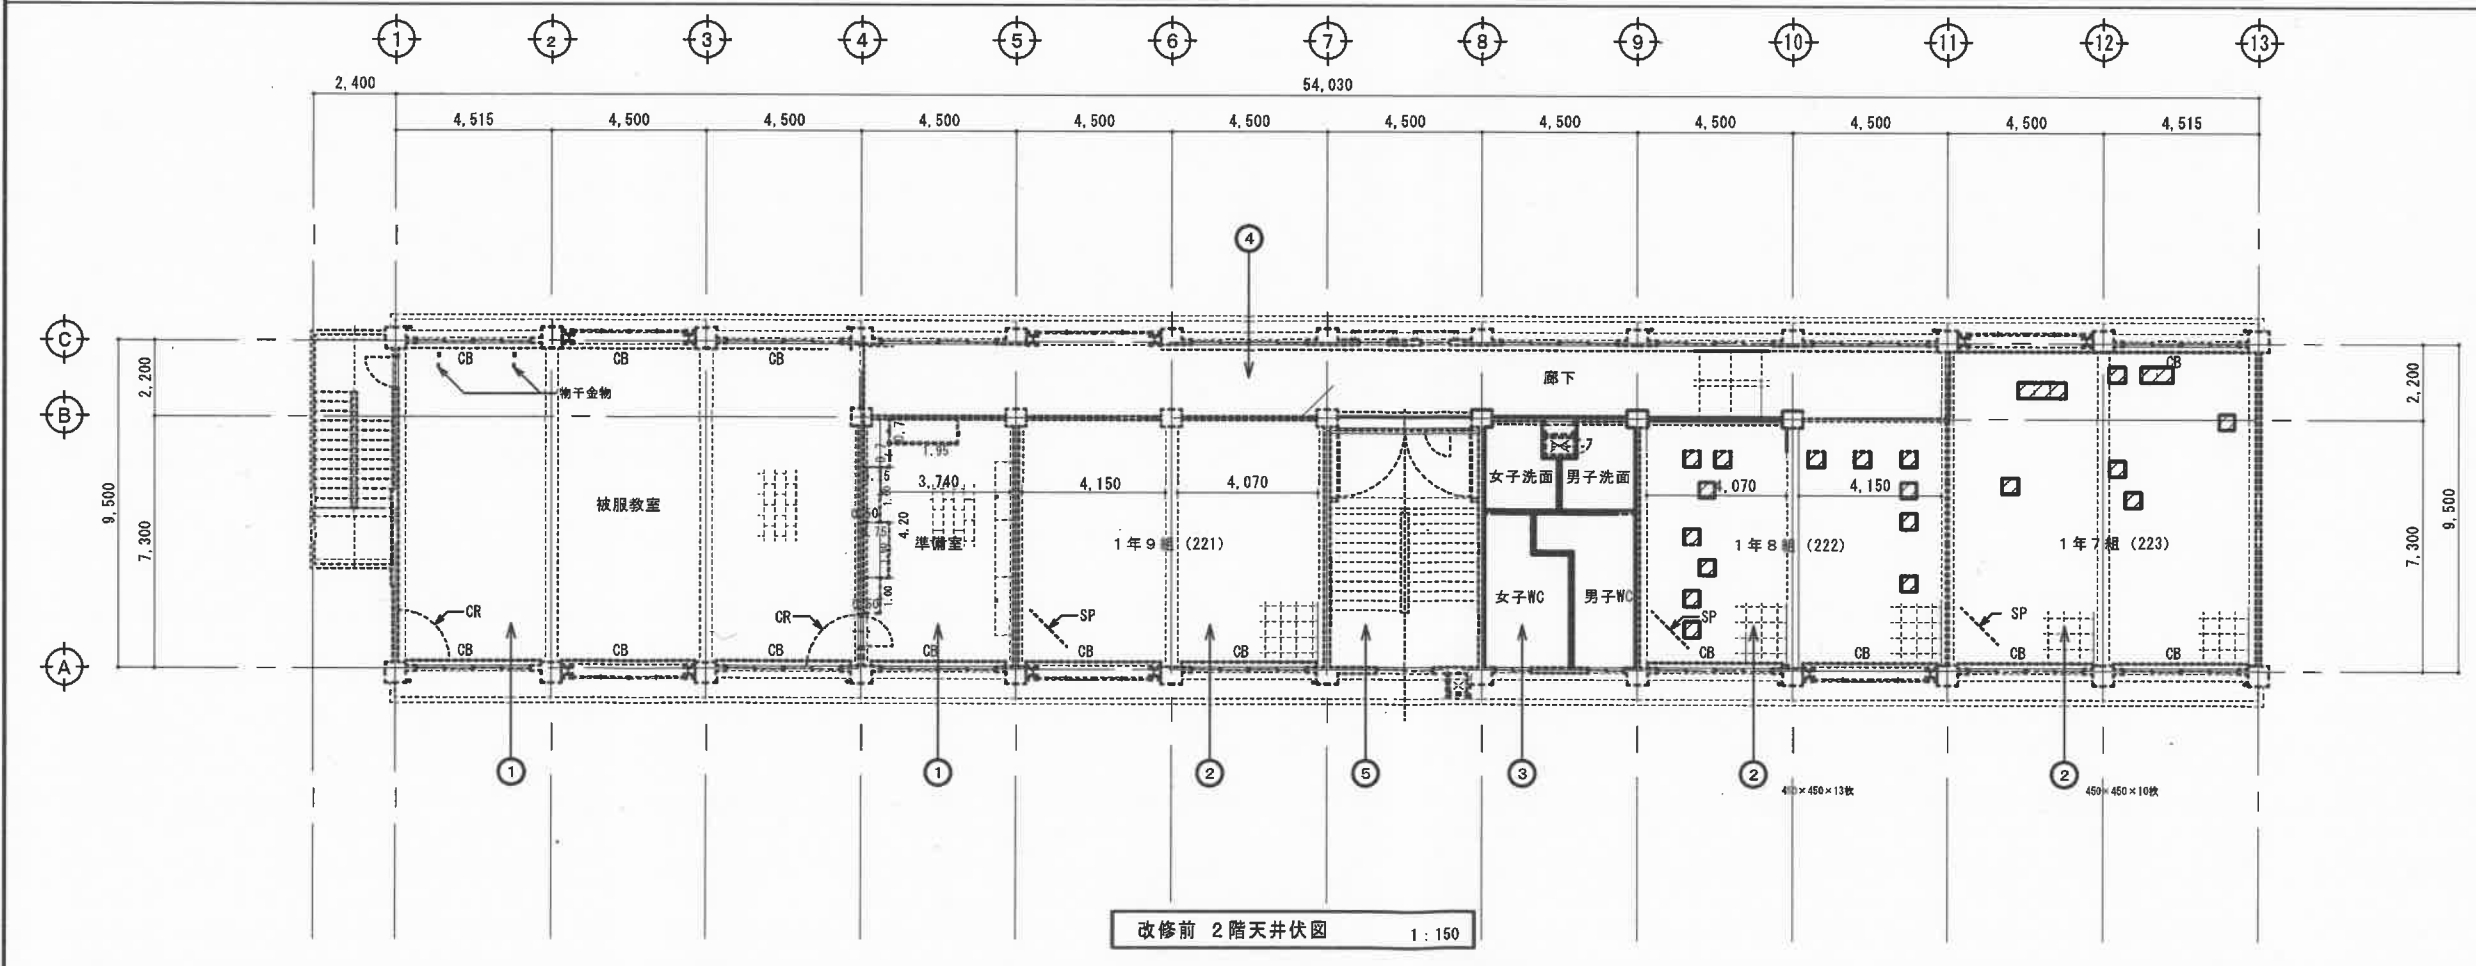 1 2 3 4 5 6 7 8 9 10 11 12 13
2,400 54,030
4,515 4,500 4,500 4,500 4,500 4,500 4,500 4,500 4,500 4,500 4,500 4,515
4
C
CB CB CB CB
廊下
物干金物
2,200 2,200
B
1.95
女子洗面 男子洗面
3,740 4,150 4,070 4,070 4,150
被服教室
4.20
9,500 9,500
準備室 1年9組(221) 1年8組(222) 1年7組(223)
7,300 7,300
女子WC 男子WC
1.00
CR CR SP SP SP
CB CB CB CB CB CB CB CB CB CB
A
1 1 2 5 3 2 2
450×450×13枚 450×450×10枚
改修前 2階天井伏図 1:150